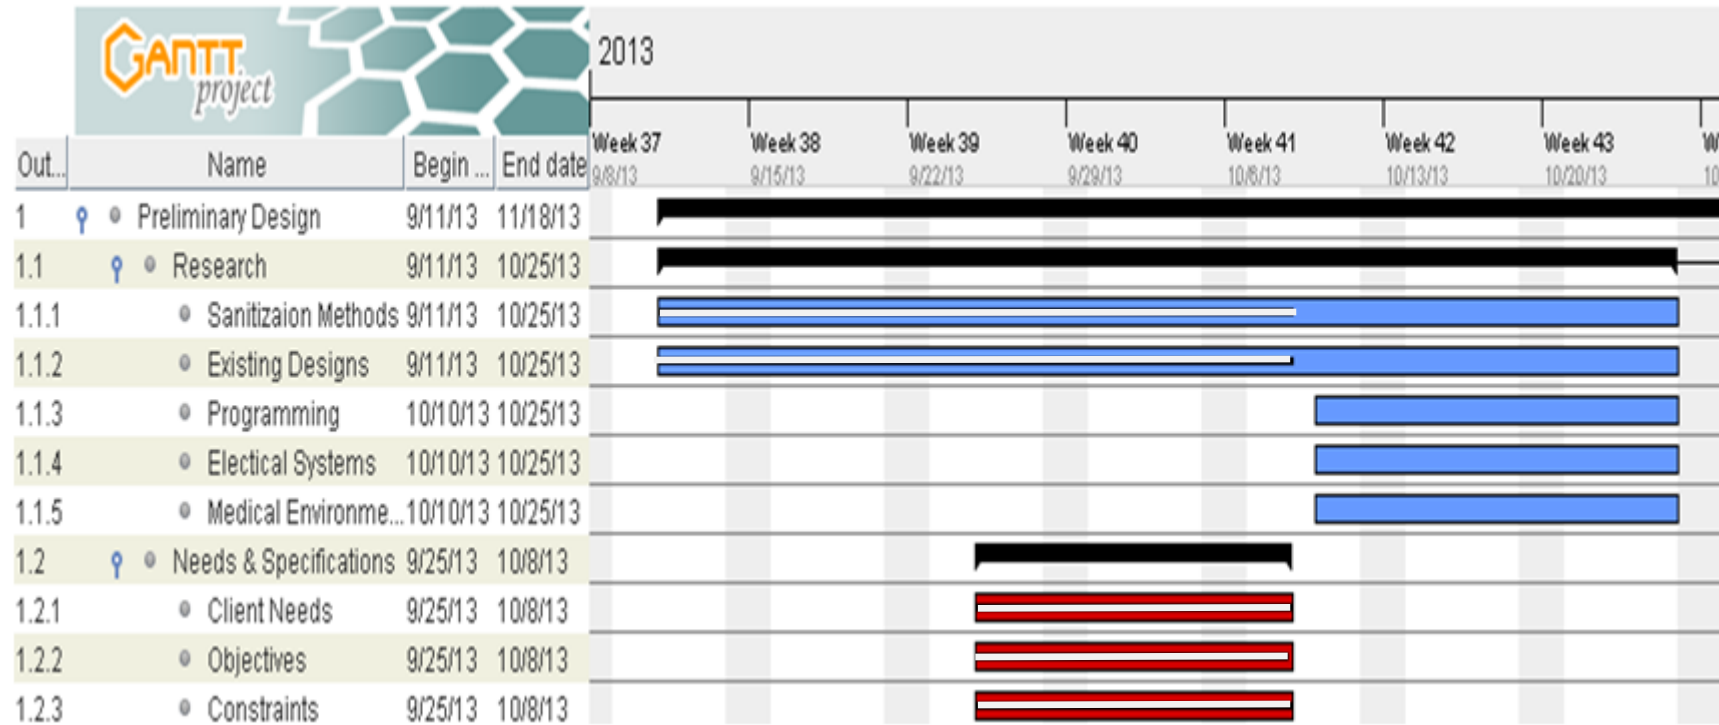 GANTT
project
2013
Week 37 Week 38 Week 39 Week 40 Week 41 Week 42 Week 43 W
9/8/13 9/15/13 9/22/13 9/29/13 10/6/13 10/13/13 10/20/13 10
Out... Name Begin ... End date
1 Preliminary Design 9/11/13 11/18/13
1.1 Research 9/11/13 10/25/13
1.1.1 Sanitizaion Methods 9/11/13 10/25/13
1.1.2 Existing Designs 9/11/13 10/25/13
1.1.3 Programming 10/10/13 10/25/13
1.1.4 Electical Systems 10/10/13 10/25/13
1.1.5 Medical Environme... 10/10/13 10/25/13
1.2 Needs & Specifications 9/25/13 10/8/13
1.2.1 Client Needs 9/25/13 10/8/13
1.2.2 Objectives 9/25/13 10/8/13
1.2.3 Constraints 9/25/13 10/8/13